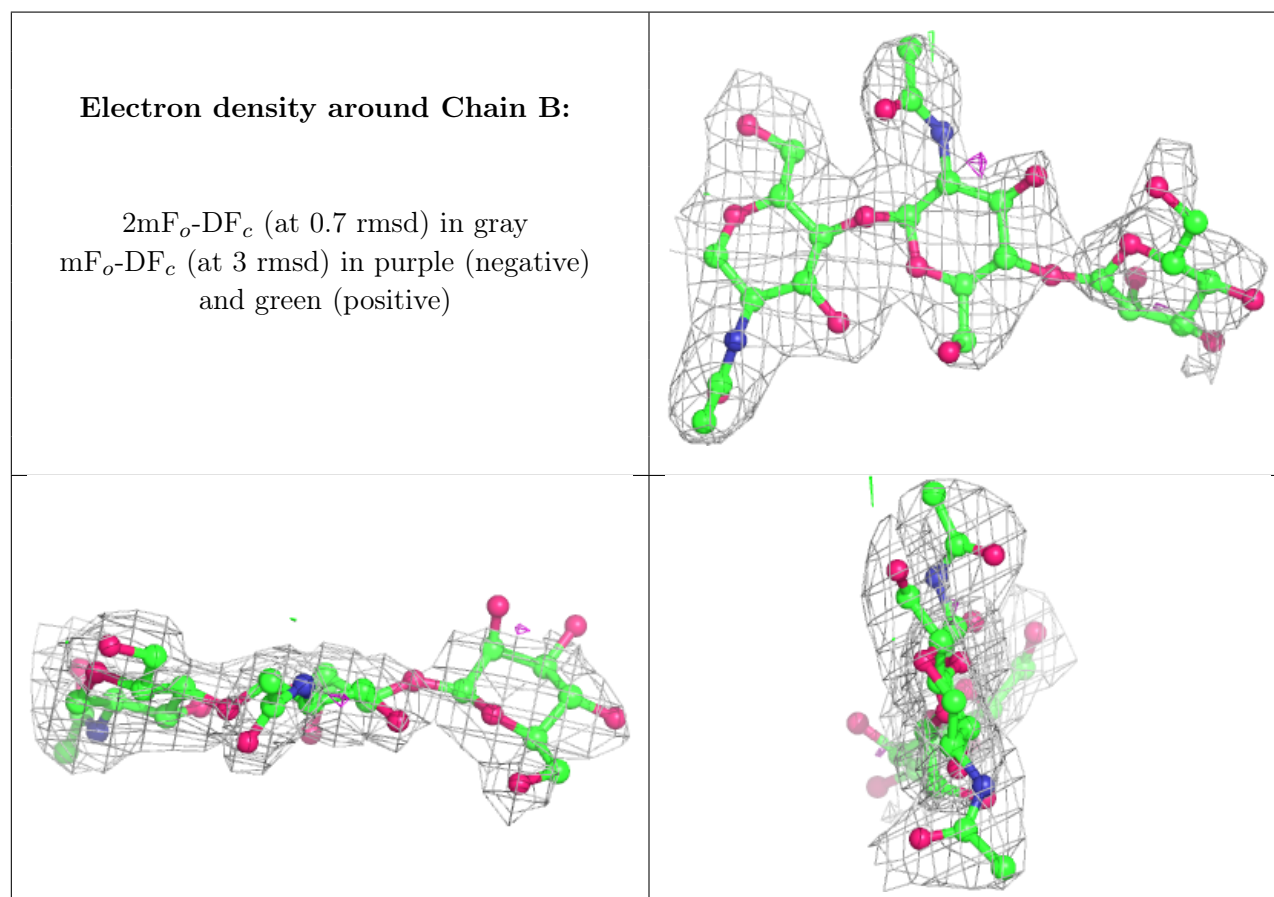 Electron density around Chain B:
2mFo-DFc (at 0.7 rmsd) in gray
mFo-DFc (at 3 rmsd) in purple (negative)
and green (positive)